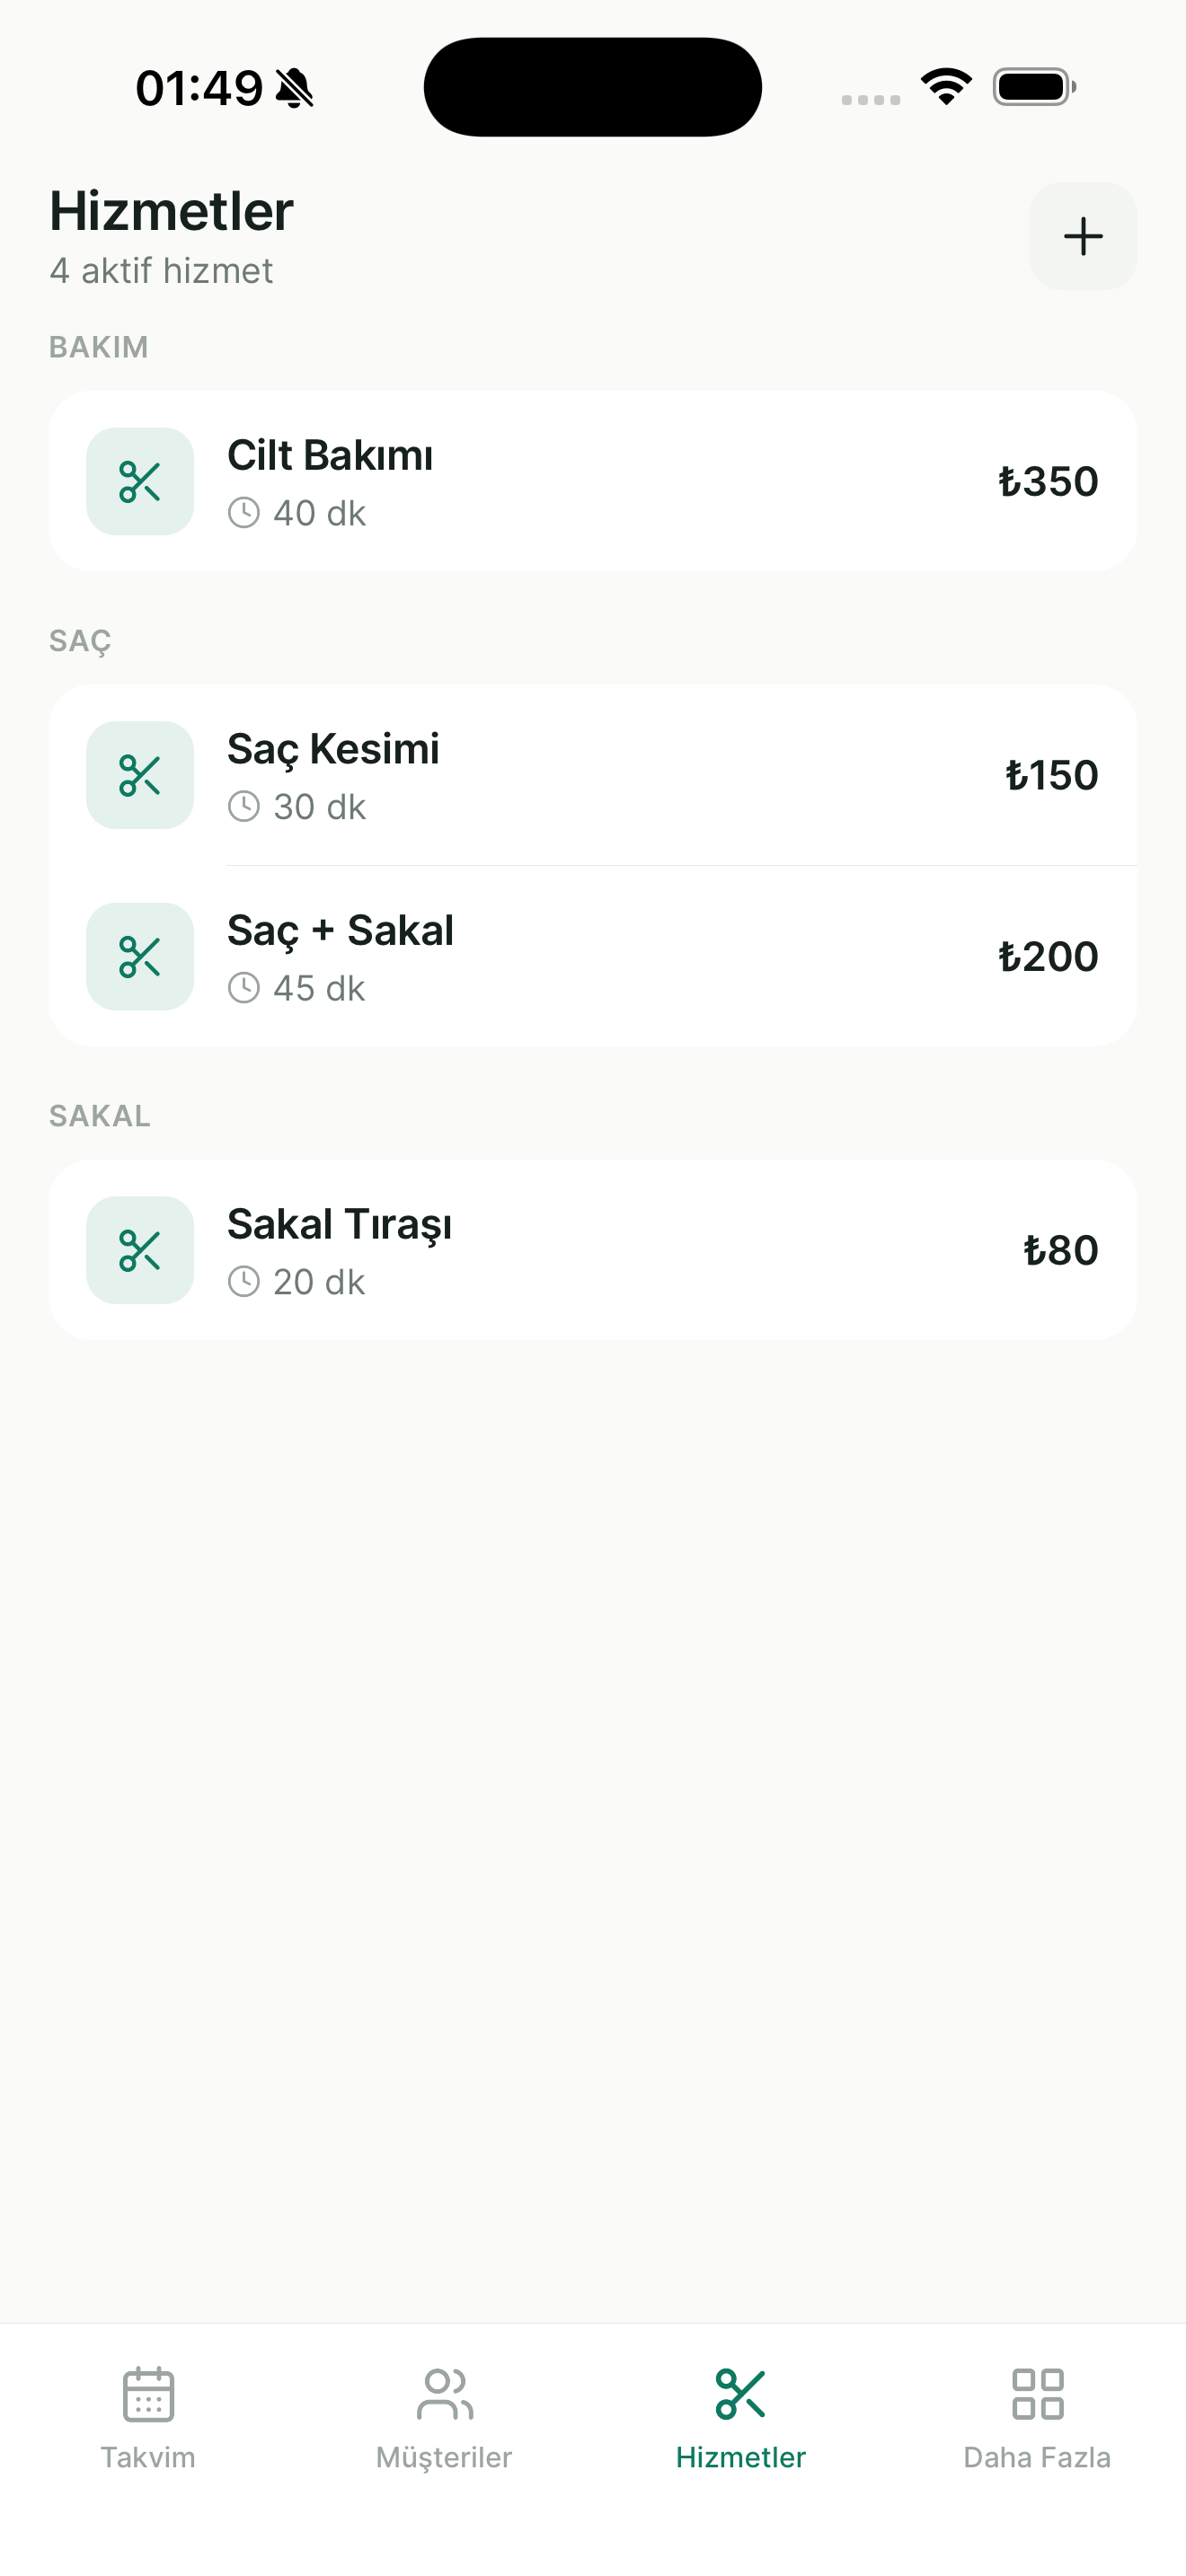 01:49
Hizmetler
4 aktif hizmet
BAKIM
Cilt Bakımı
40 dk
₺350
SAÇ
Saç Kesimi
30 dk
₺150
Saç + Sakal
45 dk
₺200
SAKAL
Sakal Tıraşı
20 dk
₺80
Takvim
Müşteriler
Hizmetler
Daha Fazla